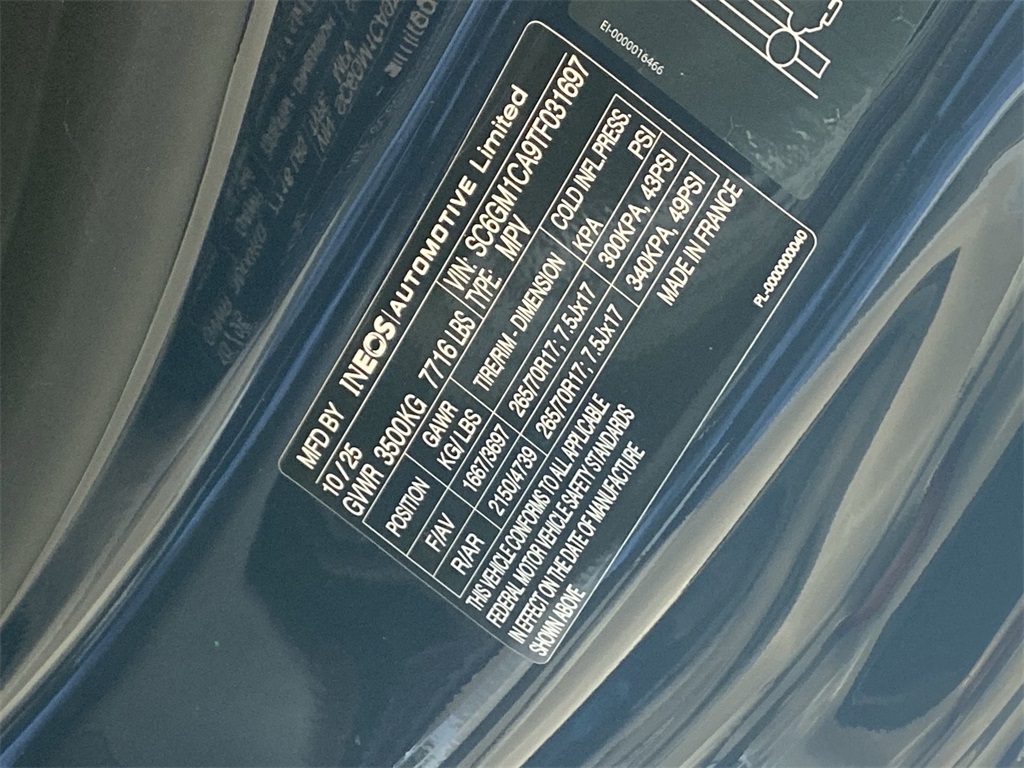 EI-0000016466
MFD BY INEOS AUTOMOTIVE Limited
10/25 VIN: SC6GM1CA9TF031697
GVWR 3500KG 7716 LBS TYPE: MPV
POSITION GAWR KG/LBS TIRE/RIM - DIMENSION COLD INFL.PRESS. KPA, PSI
F/AV 1667/3697 265/70R17; 7.5Jx17 300KPA, 43PSI
R/AR 2150/4739 265/70R17; 7.5Jx17 340KPA, 49PSI
THIS VEHICLE CONFORMS TO ALL APPLICABLE
FEDERAL MOTOR VEHICLE SAFETY STANDARDS
IN EFFECT ON THE DATE OF MANUFACTURE
SHOWN ABOVE
MADE IN FRANCE
PL-00000000040